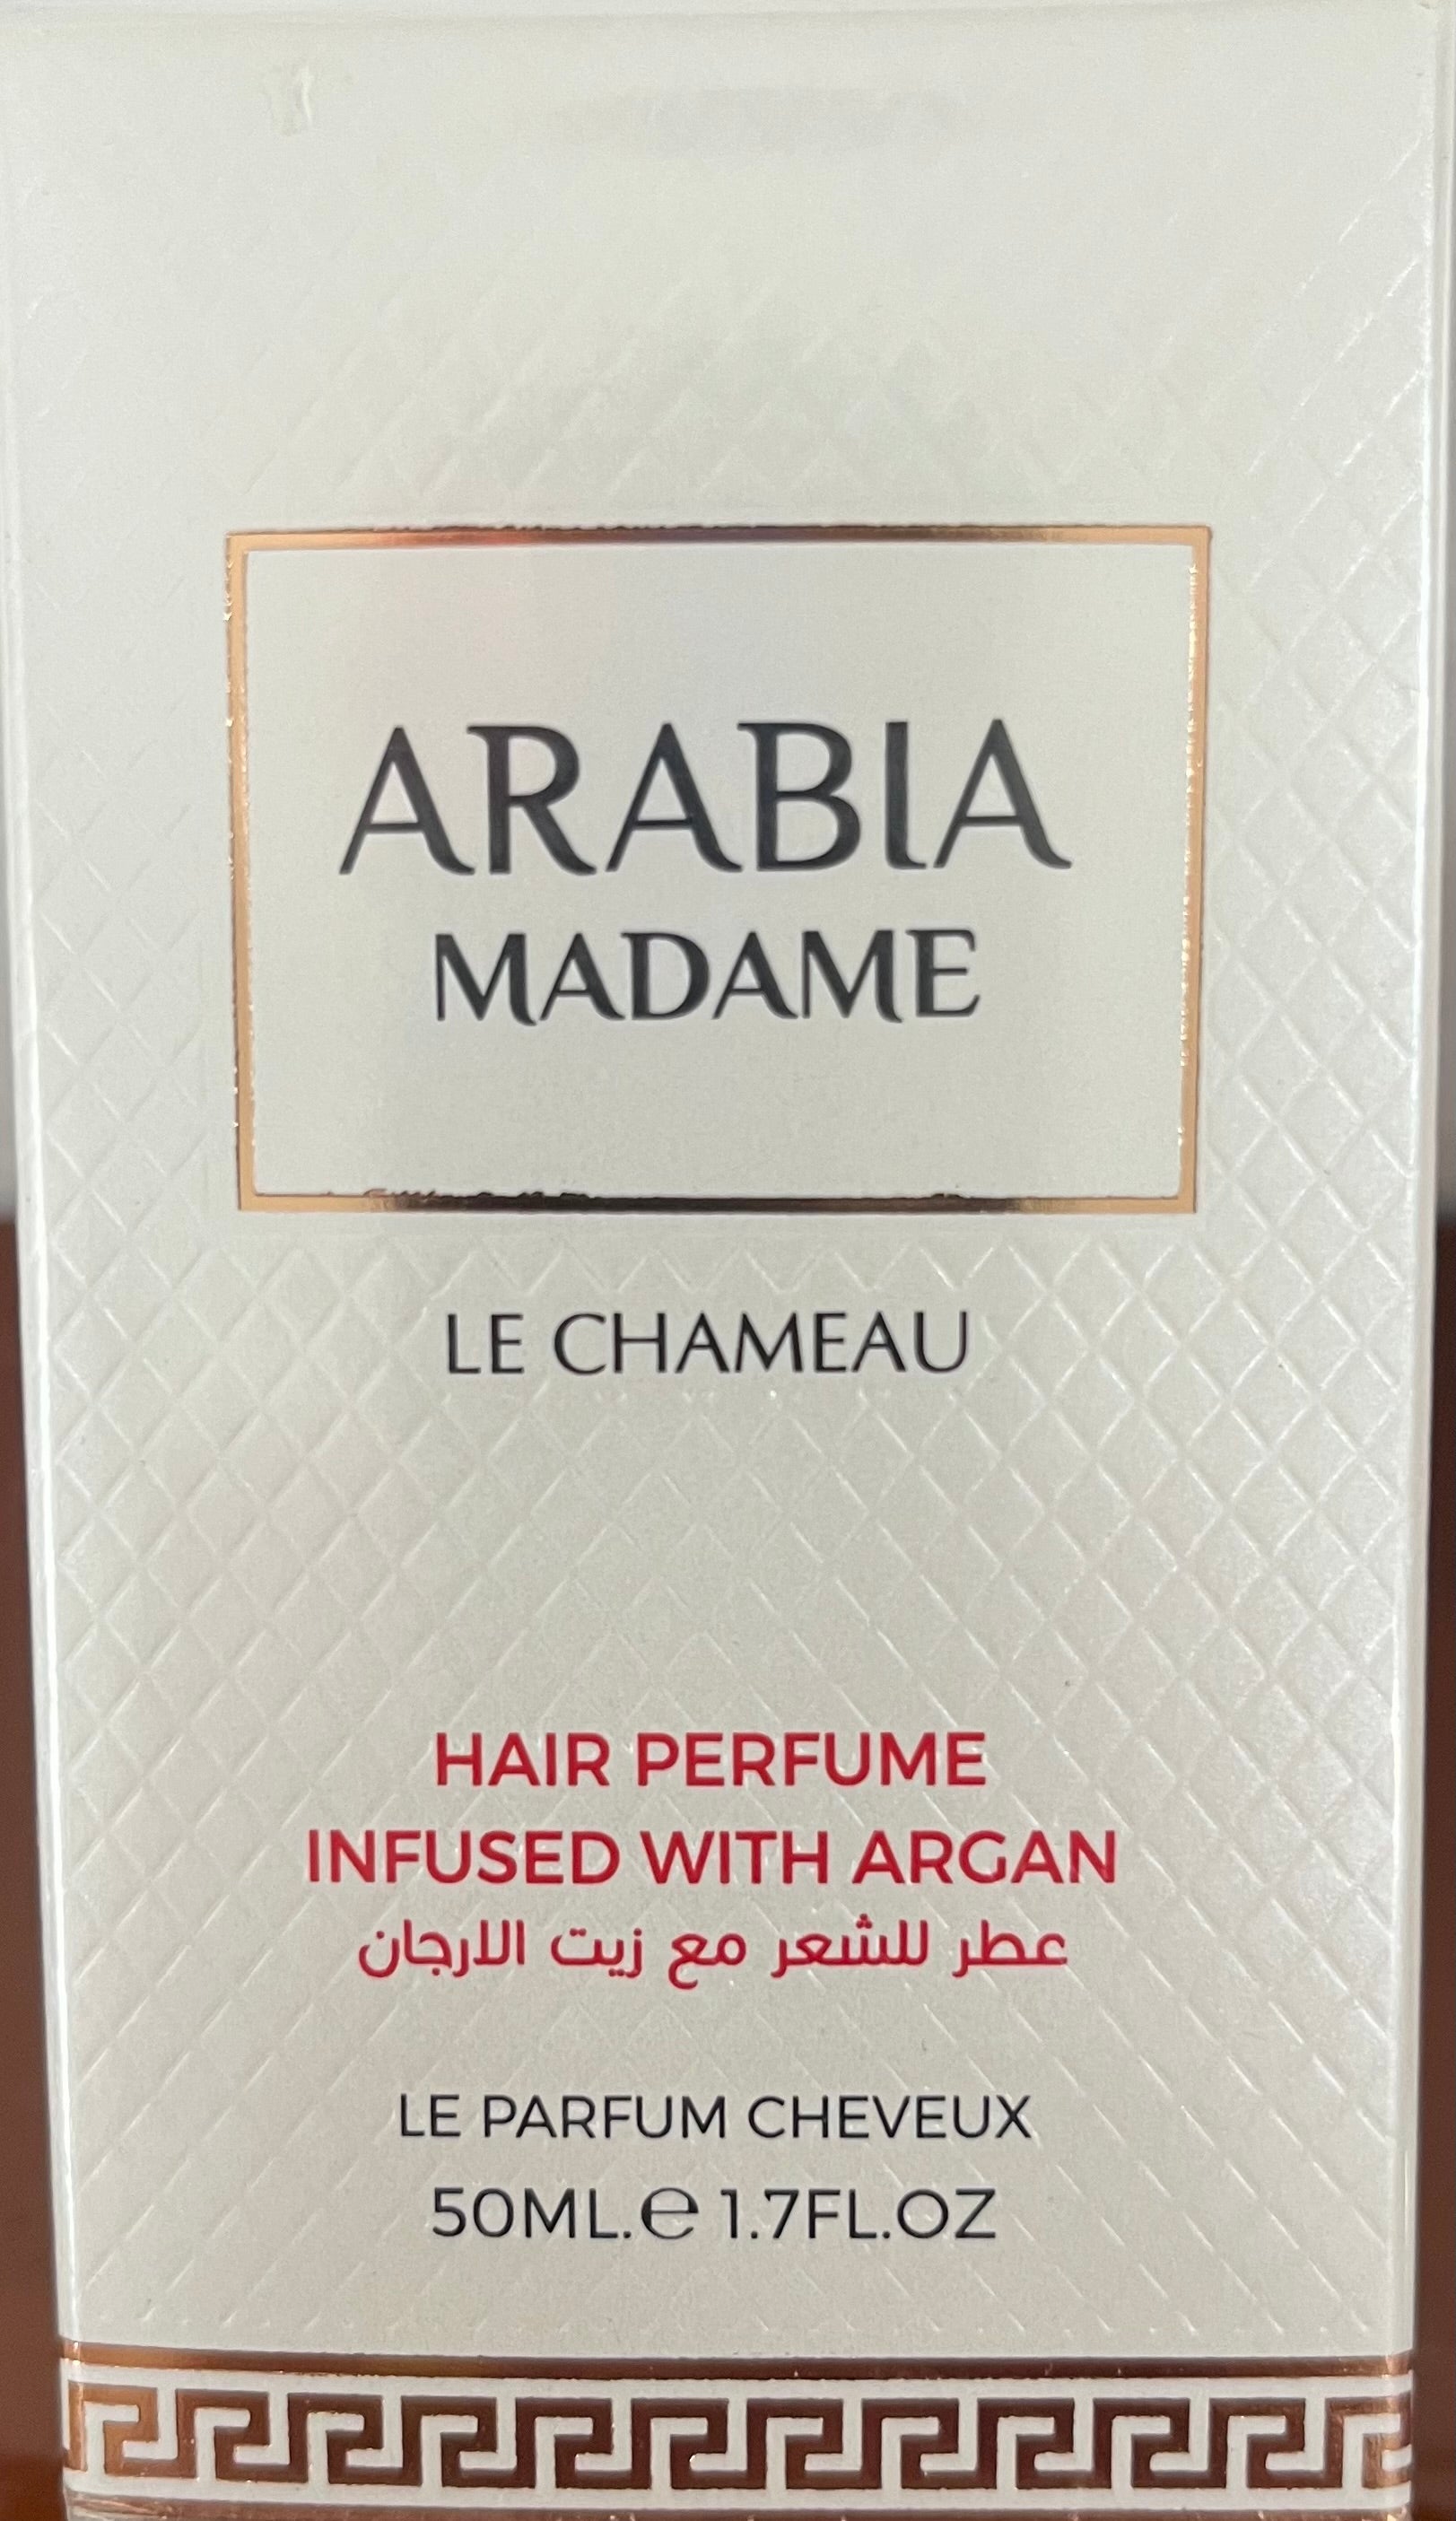 ARABIA
MADAME
LE CHAMEAU
HAIR PERFUME
INFUSED WITH ARGAN
عطر للشعر مع زيت الارجان
LE PARFUM CHEVEUX
50ML.℮ 1.7FL.OZ